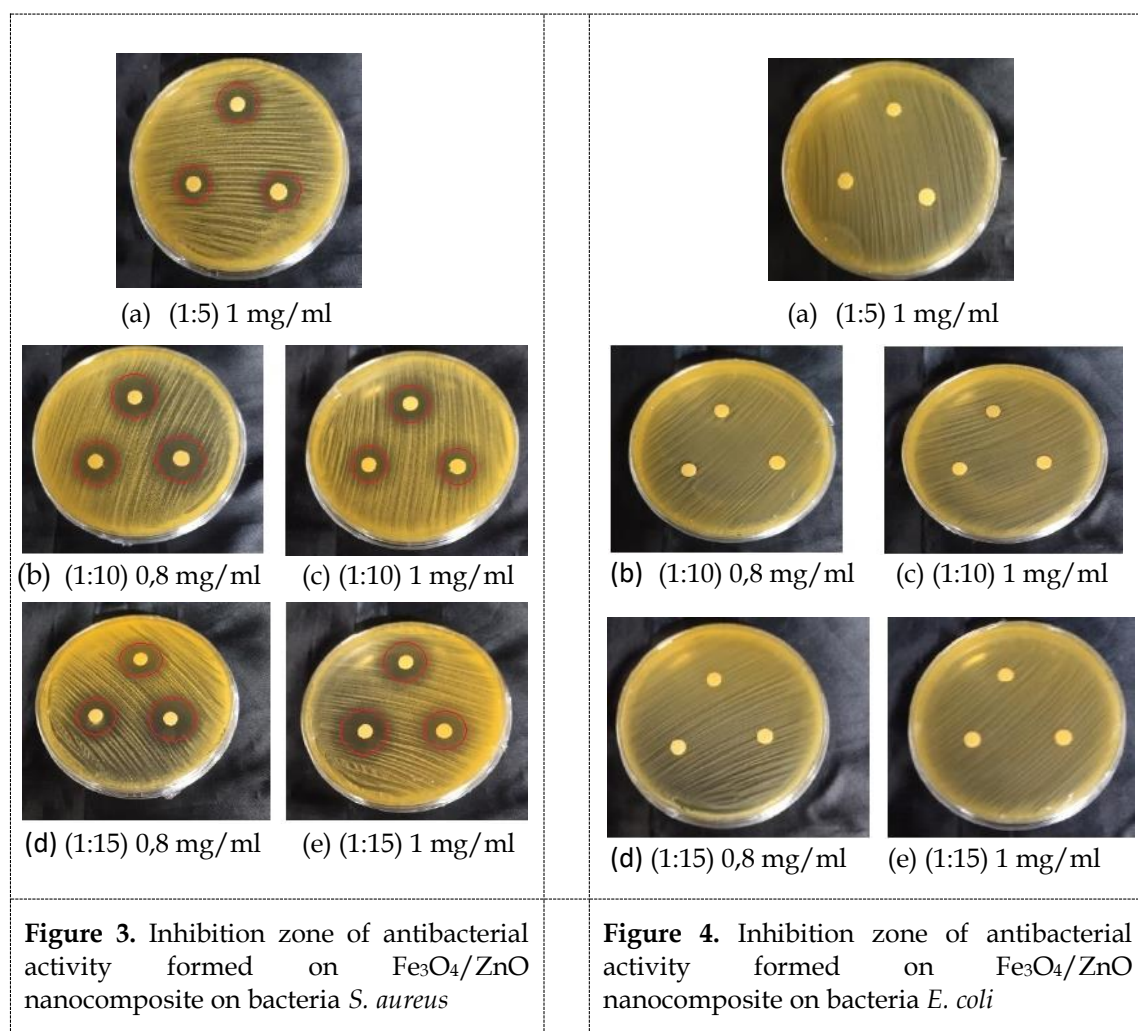 (a) (1:5) 1 mg/ml
(b) (1:10) 0,8 mg/ml
(c) (1:10) 1 mg/ml
(d) (1:15) 0,8 mg/ml
(e) (1:15) 1 mg/ml
Figure 3. Inhibition zone of antibacterial
activity formed on Fe₃O₄/ZnO
nanocomposite on bacteria S. aureus
(a) (1:5) 1 mg/ml
(b) (1:10) 0,8 mg/ml
(c) (1:10) 1 mg/ml
(d) (1:15) 0,8 mg/ml
(e) (1:15) 1 mg/ml
Figure 4. Inhibition zone of antibacterial
activity formed on Fe₃O₄/ZnO
nanocomposite on bacteria E. coli